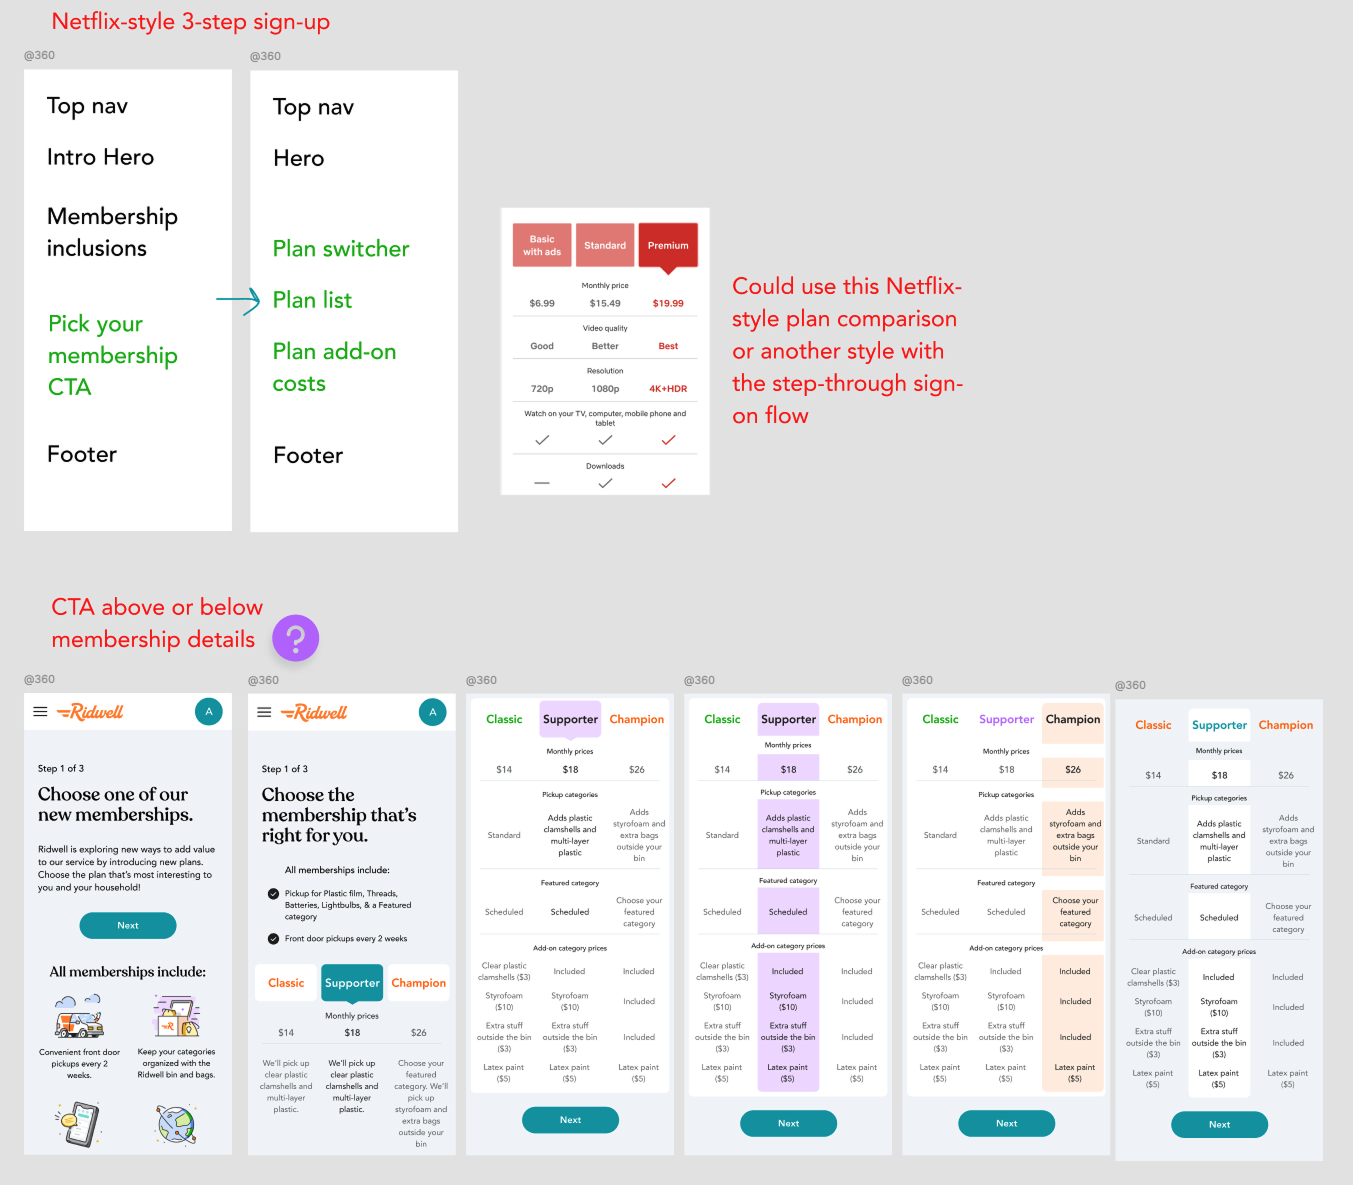 Netflix-style 3-step sign-up
@360
@360
Top nav
Intro Hero
Membership
inclusions
Pick your
membership
CTA
Footer
Top nav
Hero
Plan switcher
Plan list
Plan add-on
costs
Footer
Basic
with ads
Standard
Premium
Monthly price
$6.99
$15.49
$19.99
Video quality
Good
Better
Best
Resolution
720p
1080p
4K+HDR
Watch on your TV, computer, mobile phone and
tablet
Downloads
Could use this Netflix-
style plan comparison
or another style with
the step-through sign-
on flow
CTA above or below
membership details
?
@360
Ridwell
A
Step 1 of 3
Choose one of our
new memberships.
Ridwell is exploring new ways to add value
to our service by introducing new plans.
Choose the plan that's most interesting to
you and your household!
Next
All memberships include:
Convenient front door
pickups every 2
weeks.
Keep your categories
organized with the
Ridwell bin and bags.
@360
Ridwell
A
Step 1 of 3
Choose the
membership that's
right for you.
All memberships include:
Pickup for Plastic film, Threads,
Batteries, Lightbulbs, & a Featured
category
Front door pickups every 2 weeks
Classic
Supporter
Champion
Monthly prices
$14
$18
$26
We'll pick up
clear plastic
clamshells and
multi-layer
plastic.
We'll pick up
clear plastic
clamshells and
multi-layer
plastic.
Choose your
featured
category. We'll
pick up
styrofoam and
extra bags
outside your
bin
@360
Classic
Supporter
Champion
Monthly prices
$14
$18
$26
Pickup categories
Standard
Adds plastic
clamshells and
multi-layer
plastic
Adds
styrofoam and
extra bags
outside your
bin
Featured category
Scheduled
Scheduled
Choose your
featured
category
Add-on category prices
Clear plastic
clamshells ($3)
Included
Included
Styrofoam
($10)
Styrofoam
($10)
Included
Extra stuff
outside the bin
($3)
Extra stuff
outside the bin
($3)
Included
Latex paint
($5)
Latex paint
($5)
Latex paint
($5)
Next
@360
Classic
Supporter
Champion
Monthly prices
$14
$18
$26
Pickup categories
Standard
Adds plastic
clamshells and
multi-layer
plastic
Adds
styrofoam and
extra bags
outside your
bin
Featured category
Scheduled
Scheduled
Choose your
featured
category
Add-on category prices
Clear plastic
clamshells ($3)
Included
Included
Styrofoam
($10)
Styrofoam
($10)
Included
Extra stuff
outside the bin
($3)
Extra stuff
outside the bin
($3)
Included
Latex paint
($5)
Latex paint
($5)
Latex paint
($5)
Next
@360
Classic
Supporter
Champion
Monthly prices
$14
$18
$26
Pickup categories
Standard
Adds plastic
clamshells and
multi-layer
plastic
Adds
styrofoam and
extra bags
outside your
bin
Featured category
Scheduled
Scheduled
Choose your
featured
category
Add-on category prices
Clear plastic
clamshells ($3)
Included
Included
Styrofoam
($10)
Styrofoam
($10)
Included
Extra stuff
outside the bin
($3)
Extra stuff
outside the bin
($3)
Included
Latex paint
($5)
Latex paint
($5)
Latex paint
($5)
Next
@360
Classic
Supporter
Champion
Monthly prices
$14
$18
$26
Pickup categories
Standard
Adds plastic
clamshells and
multi-layer
plastic
Adds
styrofoam and
extra bags
outside your
bin
Featured category
Scheduled
Scheduled
Choose your
featured
category
Add-on category prices
Clear plastic
clamshells ($3)
Included
Included
Styrofoam
($10)
Styrofoam
($10)
Included
Extra stuff
outside the bin
($3)
Extra stuff
outside the bin
($3)
Included
Latex paint
($5)
Latex paint
($5)
Latex paint
($5)
Next